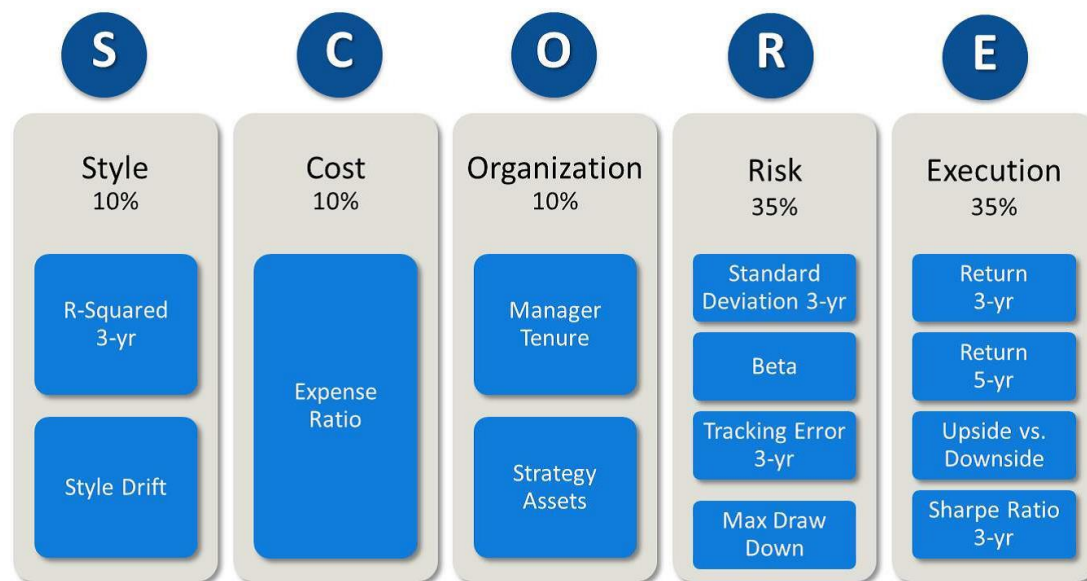 S
C
O
R
E
Style
10%
R-Squared
3-yr
Style Drift
Cost
10%
Expense
Ratio
Organization
10%
Manager
Tenure
Strategy
Assets
Risk
35%
Standard
Deviation 3-yr
Beta
Tracking Error
3-yr
Max Draw
Down
Execution
35%
Return
3-yr
Return
5-yr
Upside vs.
Downside
Sharpe Ratio
3-yr